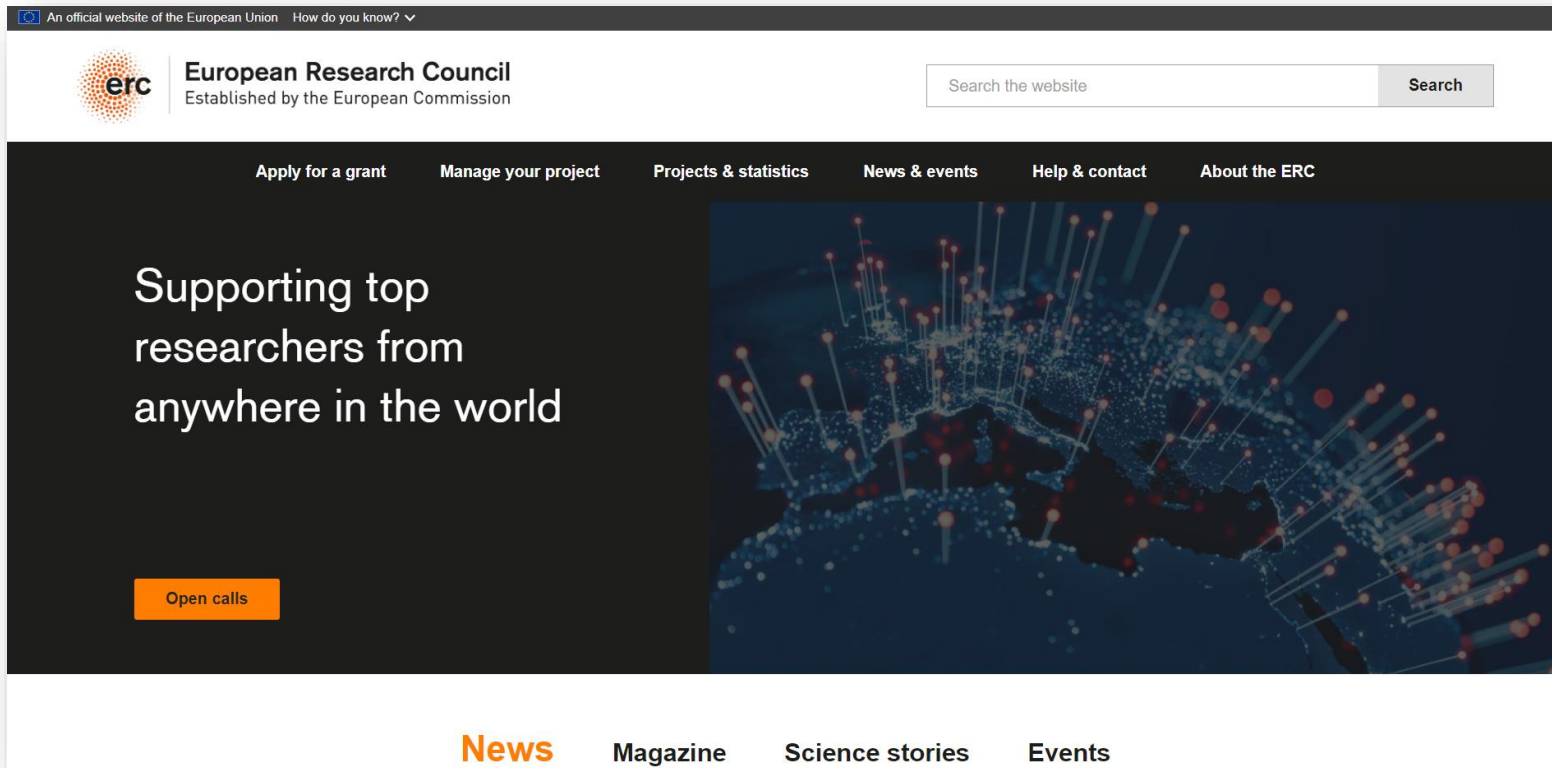 An official website of the European Union How do you know?
erc
European Research Council
Established by the European Commission
Search the website
Search
Apply for a grant Manage your project Projects & statistics News & events Help & contact About the ERC
Supporting top
researchers from
anywhere in the world
Open calls
News Magazine Science stories Events